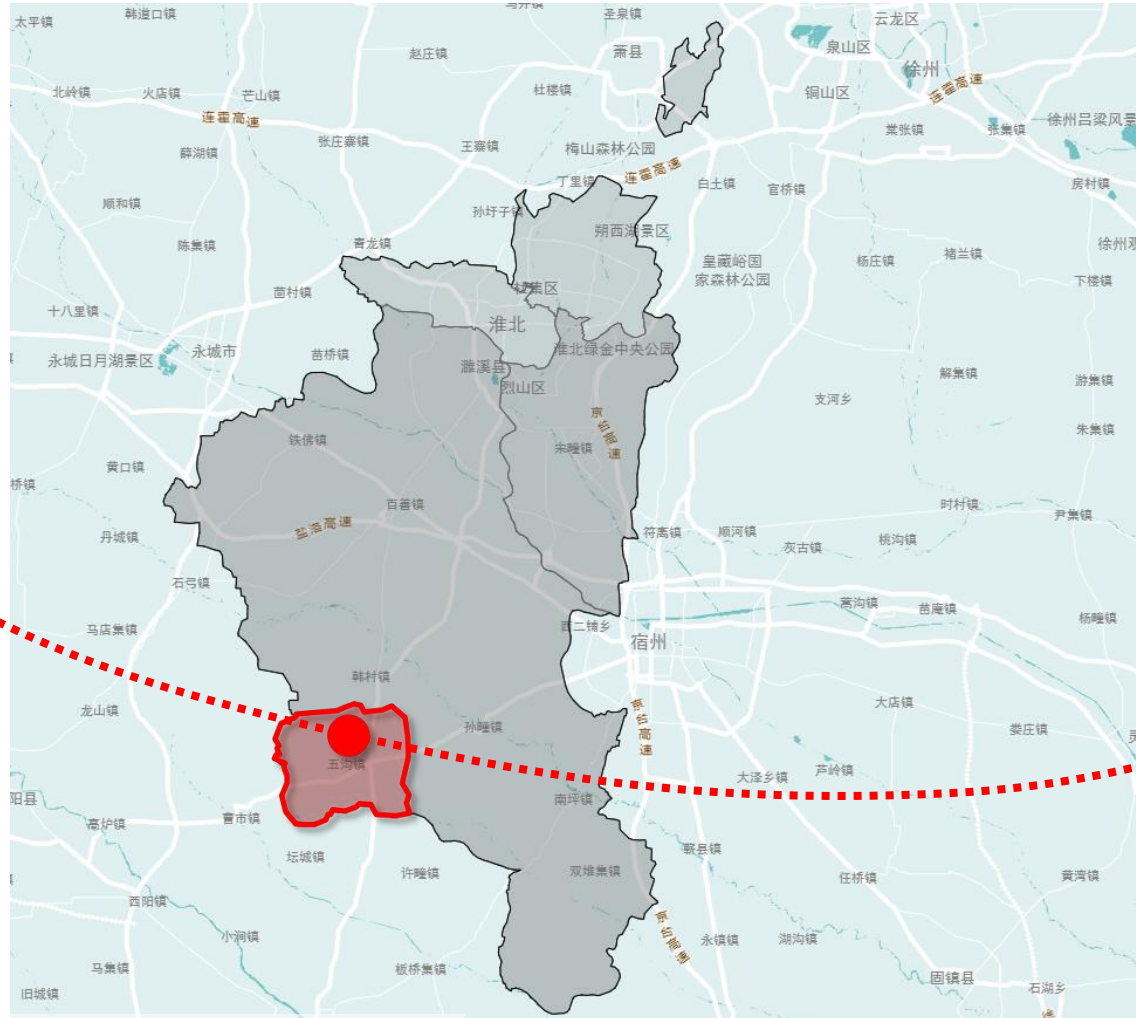 太平镇
韩道口镇
圣泉镇
云龙区
赵庄镇
萧县
泉山区
徐州
北岭镇
火店镇
芒山镇
杜楼镇
铜山区
连霍高速
连霍高速
张庄寨镇
王寨镇
棠张镇
张集镇
徐州吕梁风景
薛湖镇
梅山森林公园
丁里镇
连霍高速
白土镇
官桥镇
房村镇
顺和镇
孙圩子镇
陈集镇
青龙镇
朔西湖景区
皇藏峪国
家森林公园
杨庄镇
褚兰镇
徐州观
下楼镇
茴村镇
十八里镇
淮北
永城日月湖景区
永城市
苗桥镇
濉溪县
淮北绿金中央公园
烈山区
解集镇
游集镇
支河乡
京台高速
朱集镇
铁佛镇
宋疃镇
黄口镇
桥镇
百善镇
时村镇
尹集镇
丹城镇
符离镇
顺河镇
灰古镇
桃沟镇
石弓镇
蒿沟镇
苗庵镇
杨疃镇
马店集镇
西二铺乡
宿州
韩村镇
龙山镇
京台高速
大店镇
孙疃镇
娄庄镇
灵
五沟镇
大泽乡镇
芦岭镇
阳县
南坪镇
高炉镇
曹市镇
坛城镇
蕲县镇
许疃镇
双堆集镇
任桥镇
黄湾镇
西阳镇
京台高速
小涧镇
永镇镇
湖沟镇
马集镇
板桥集镇
固镇县
旧城镇
石湖乡